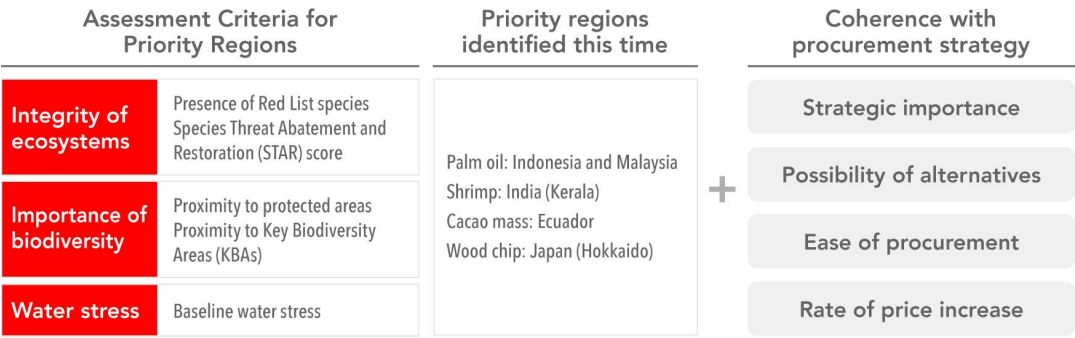 Assessment Criteria for
Priority Regions
Priority regions
identified this time
Coherence with
procurement strategy
Integrity of
ecosystems
Presence of Red List species
Species Threat Abatement and
Restoration (STAR) score
Importance of
biodiversity
Proximity to protected areas
Proximity to Key Biodiversity
Areas (KBAs)
Water stress
Baseline water stress
Palm oil: Indonesia and Malaysia
Shrimp: India (Kerala)
Cacao mass: Ecuador
Wood chip: Japan (Hokkaido)
+
Strategic importance
Possibility of alternatives
Ease of procurement
Rate of price increase